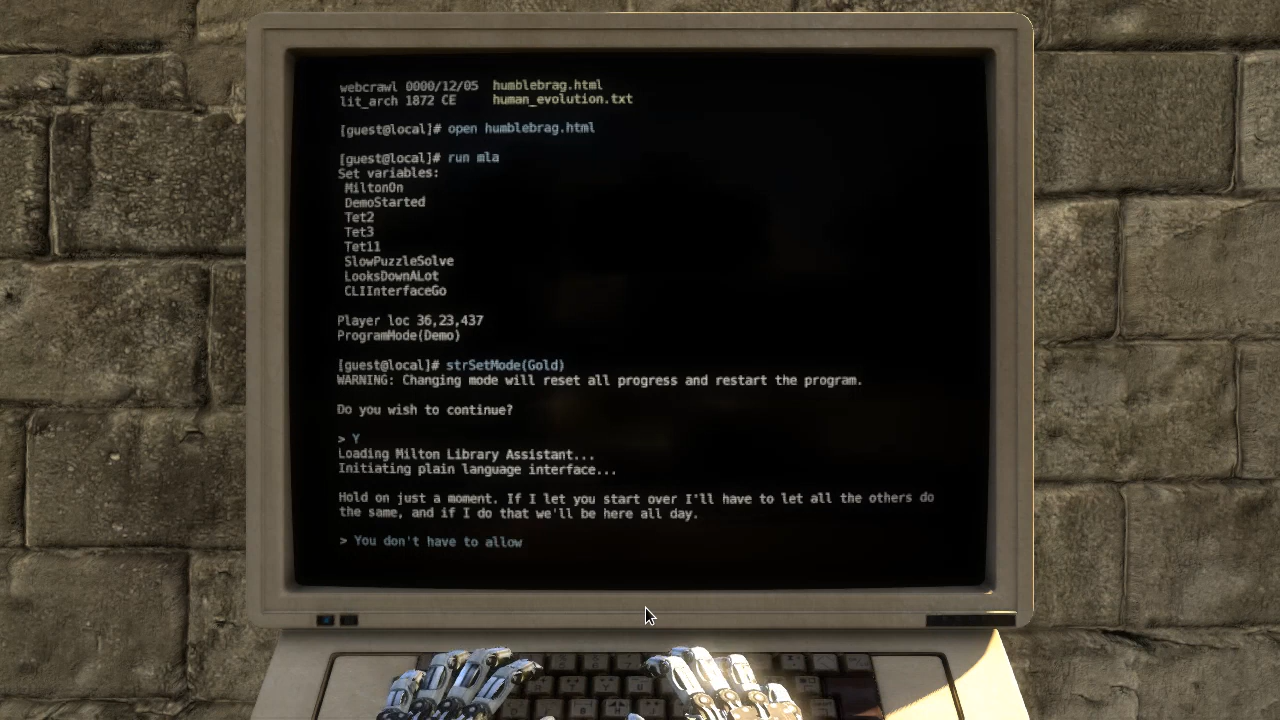 webcrawl 0000/12/05 humblebrag.html
lit_arch 1872 CE human_evolution.txt
[guest@local]# open humblebrag.html
[guest@local]# run mla
Set variables:
MiltonOn
DemoStarted
Tet2
Tet3
Tet11
SlowPuzzleSolve
LooksDownALot
CLIInterfaceGo
Player loc 36,23,437
ProgramMode(Demo)
[guest@local]# strSetMode(Gold)
WARNING: Changing mode will reset all progress and restart the program.
Do you wish to continue?
> Y
Loading Milton Library Assistant...
Initiating plain language interface...
Hold on just a moment. If I let you start over I'll have to let all the others do
the same, and if I do that we'll be here all day.
> You don't have to allow